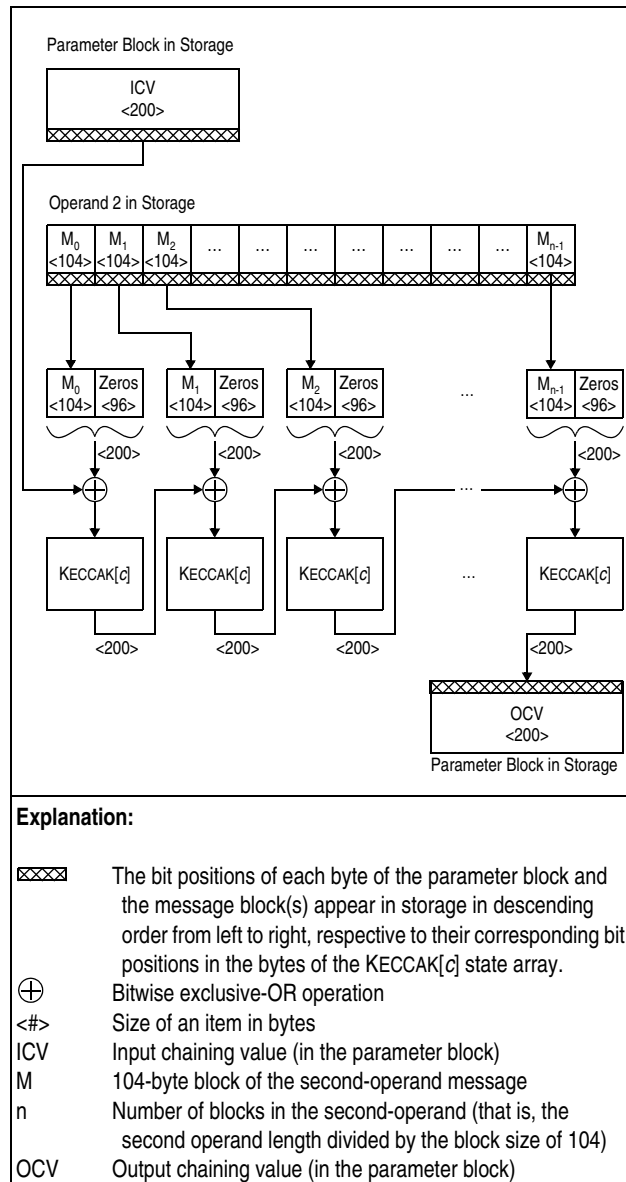 Parameter Block in Storage
ICV
<200>
Operand 2 in Storage
M0 M1 M2 ... ... ... ... ... ... ... Mn-1
<104> <104> <104> <104>
M0 Zeros M1 Zeros M2 Zeros ... Mn-1 Zeros
<104> <96> <104> <96> <104> <96> <104> <96>
<200> <200> <200> <200>
...
KECCAK[c] KECCAK[c] KECCAK[c] ... KECCAK[c]
<200> <200> <200> <200>
OCV
<200>
Parameter Block in Storage
Explanation:
The bit positions of each byte of the parameter block and
the message block(s) appear in storage in descending
order from left to right, respective to their corresponding bit
positions in the bytes of the KECCAK[c] state array.
Bitwise exclusive-OR operation
<#> Size of an item in bytes
ICV Input chaining value (in the parameter block)
M 104-byte block of the second-operand message
n Number of blocks in the second-operand (that is, the
second operand length divided by the block size of 104)
OCV Output chaining value (in the parameter block)